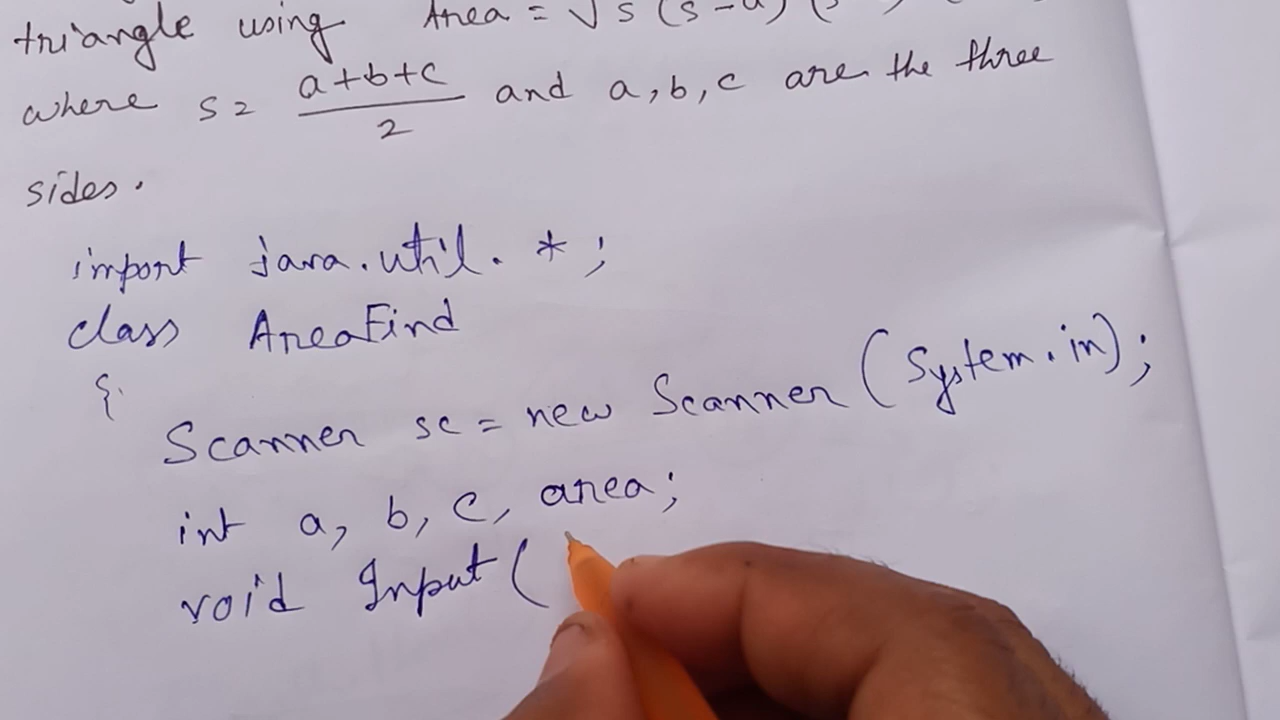 triangle using Area = √ s (s-a) (s
where s = a+b+c / 2 and a, b, c are the three
sides.
import java.util.*;
class AreaFind
{
Scanner sc = new Scanner (System.in);
int a, b, c, area;
void Input (